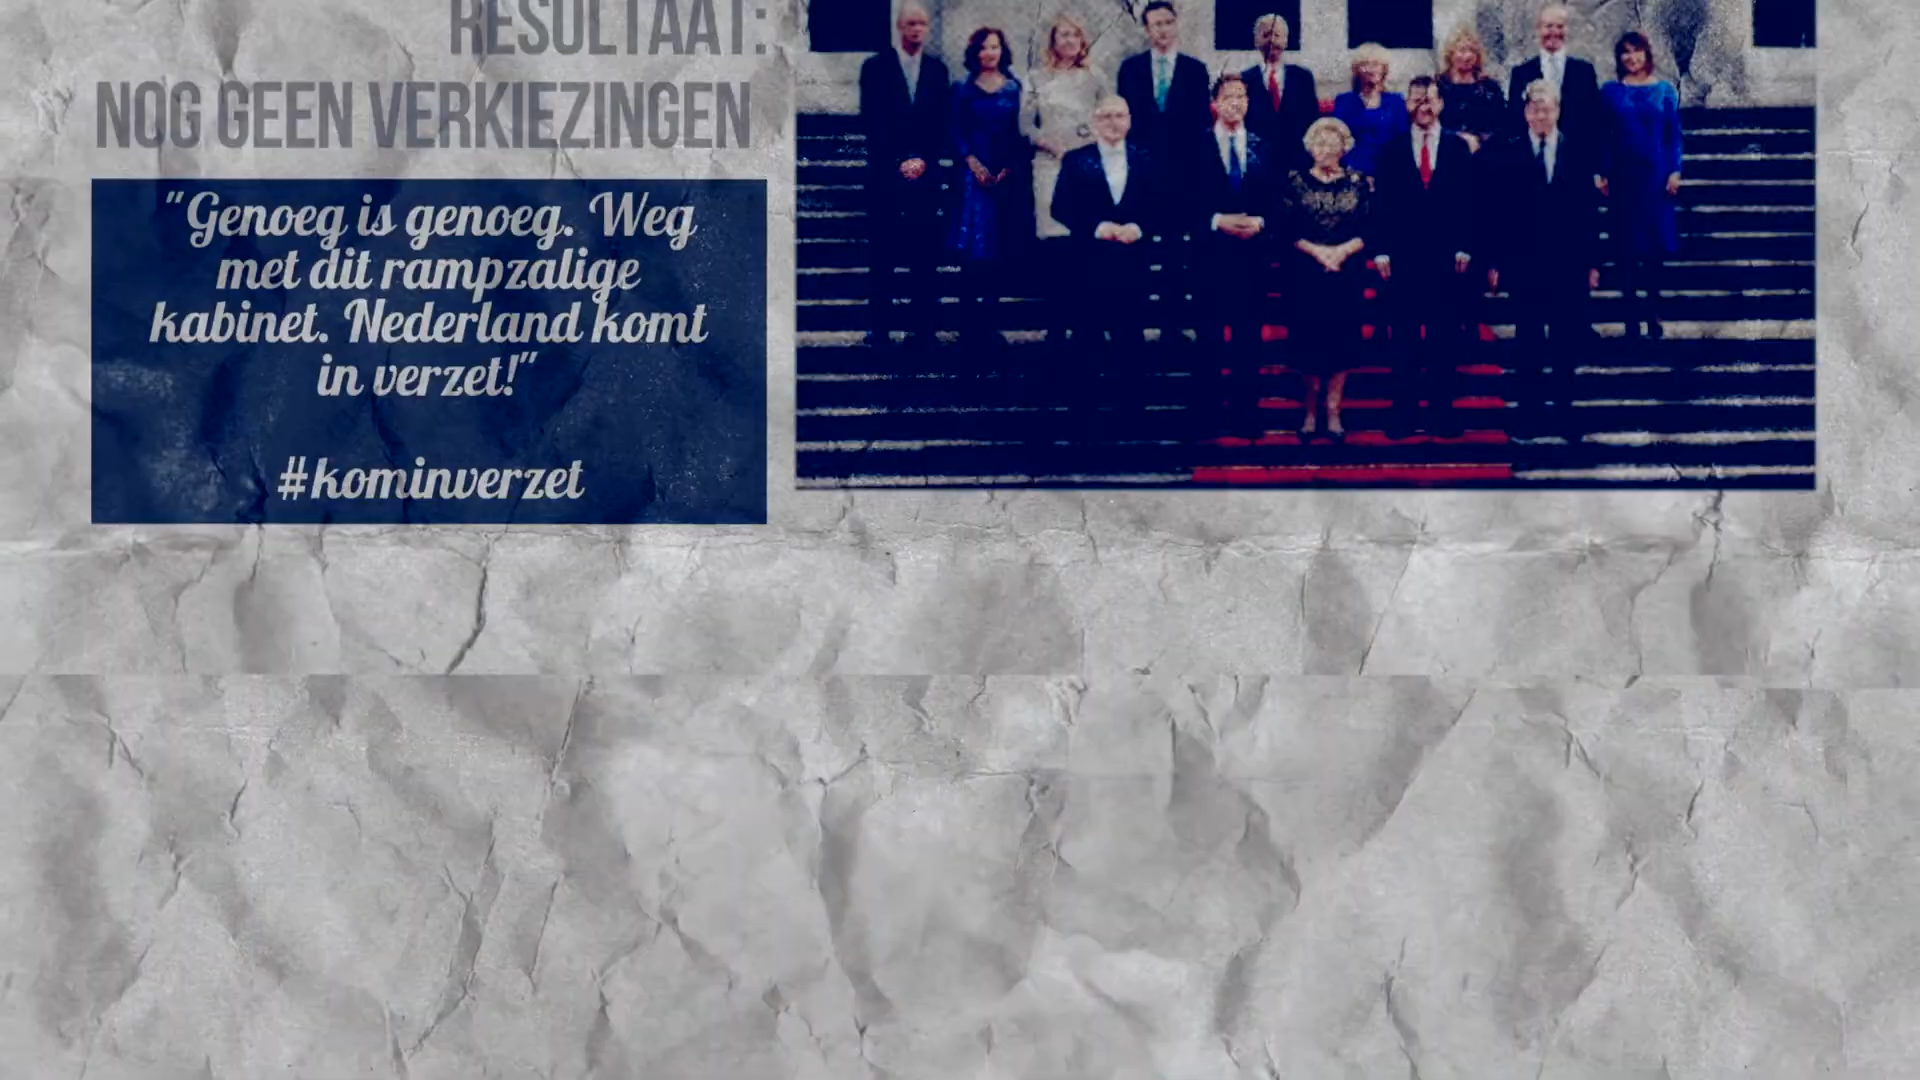 RESULTAAT:
NOG GEEN VERKIEZINGEN
"Genoeg is genoeg. Weg
met dit rampzalige
kabinet. Nederland komt
in verzet!"
#kominverzet